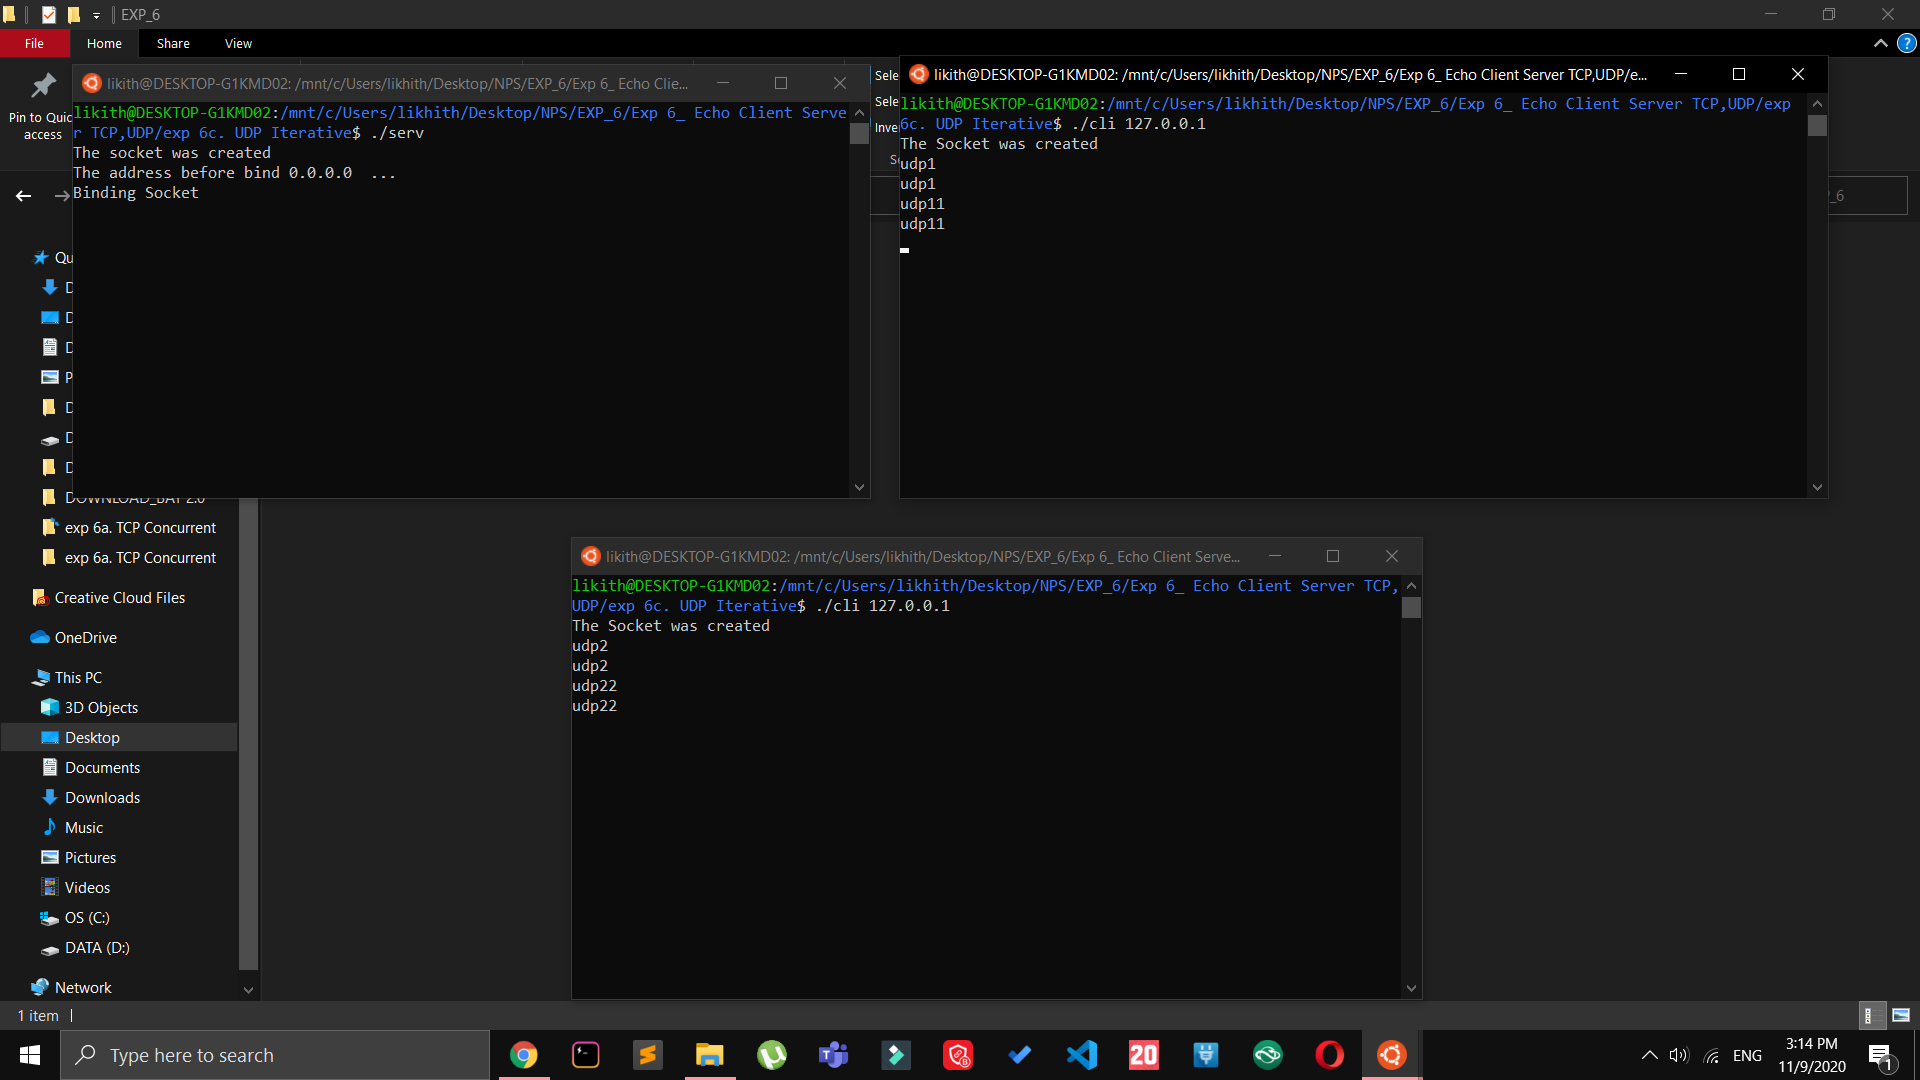 EXP_6
File
Home
Share
View
Pin to Quic
access
Sele
Sele
Inve
_6
likith@DESKTOP-G1KMD02: /mnt/c/Users/likhith/Desktop/NPS/EXP_6/Exp 6_ Echo Clie...
likith@DESKTOP-G1KMD02:/mnt/c/Users/likhith/Desktop/NPS/EXP_6/Exp 6_ Echo Client Serve
r TCP,UDP/exp 6c. UDP Iterative$ ./serv
The socket was created
The address before bind 0.0.0.0  ...
Binding Socket
likith@DESKTOP-G1KMD02: /mnt/c/Users/likhith/Desktop/NPS/EXP_6/Exp 6_ Echo Client Server TCP,UDP/e...
likith@DESKTOP-G1KMD02:/mnt/c/Users/likhith/Desktop/NPS/EXP_6/Exp 6_ Echo Client Server TCP,UDP/exp
6c. UDP Iterative$ ./cli 127.0.0.1
The Socket was created
udp1
udp1
udp11
udp11
likith@DESKTOP-G1KMD02: /mnt/c/Users/likhith/Desktop/NPS/EXP_6/Exp 6_ Echo Client Serve...
likith@DESKTOP-G1KMD02:/mnt/c/Users/likhith/Desktop/NPS/EXP_6/Exp 6_ Echo Client Server TCP,
UDP/exp 6c. UDP Iterative$ ./cli 127.0.0.1
The Socket was created
udp2
udp2
udp22
udp22
Qu
D
D
D
P
D
D
D
DOWNLOAD_BAY 2.0
exp 6a. TCP Concurrent
exp 6a. TCP Concurrent
Creative Cloud Files
OneDrive
This PC
3D Objects
Desktop
Documents
Downloads
Music
Pictures
Videos
OS (C:)
DATA (D:)
Network
1 item
Type here to search
20
ENG
3:14 PM
11/9/2020
1